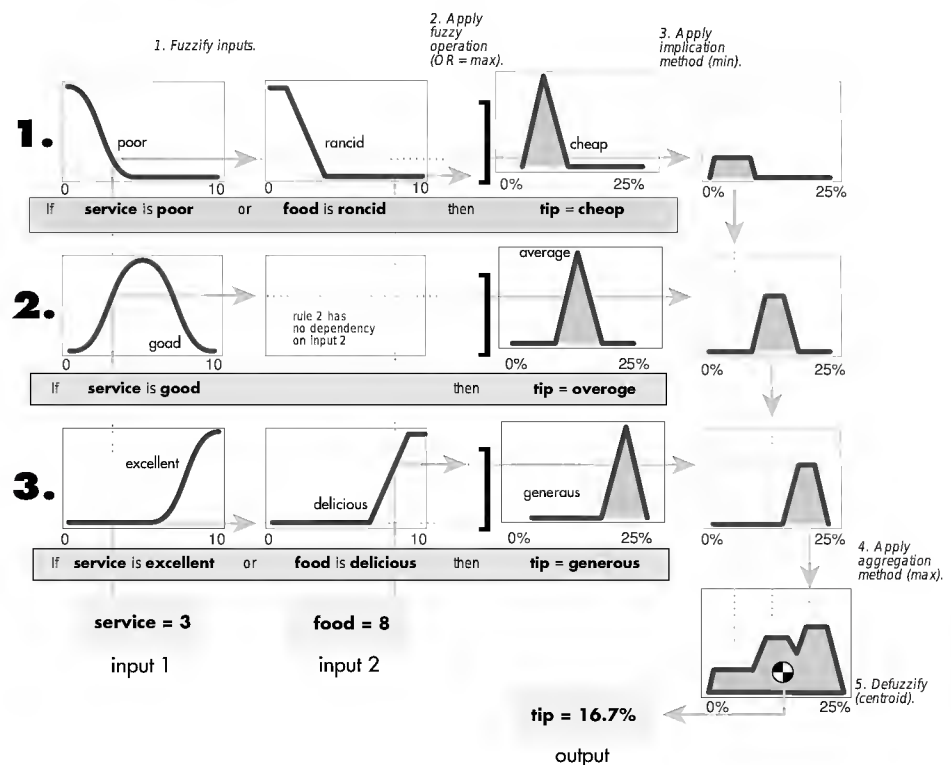 1. Fuzzify inputs.
2. Apply
fuzzy
operation
(OR = max).
3. Apply
implication
method (min).
1.
poor
rancid
cheap
0 10 0 10 0% 25% 0% 25%
If service is poor or food is roncid then tip = cheop
2.
goad
rule 2 has
no dependency
on input 2
average
0 10 0% 25% 0% 25%
If service is good then tip = overoge
3.
excellent
delicious
generaus
0 10 0 10 0% 25% 0% 25%
If service is excellent or food is delicious then tip = generous
4. Apply
aggregation
method (max).
service = 3 food = 8
input 1 input 2
0% 25%
5. Defuzzify
(centroid).
tip = 16.7%
output